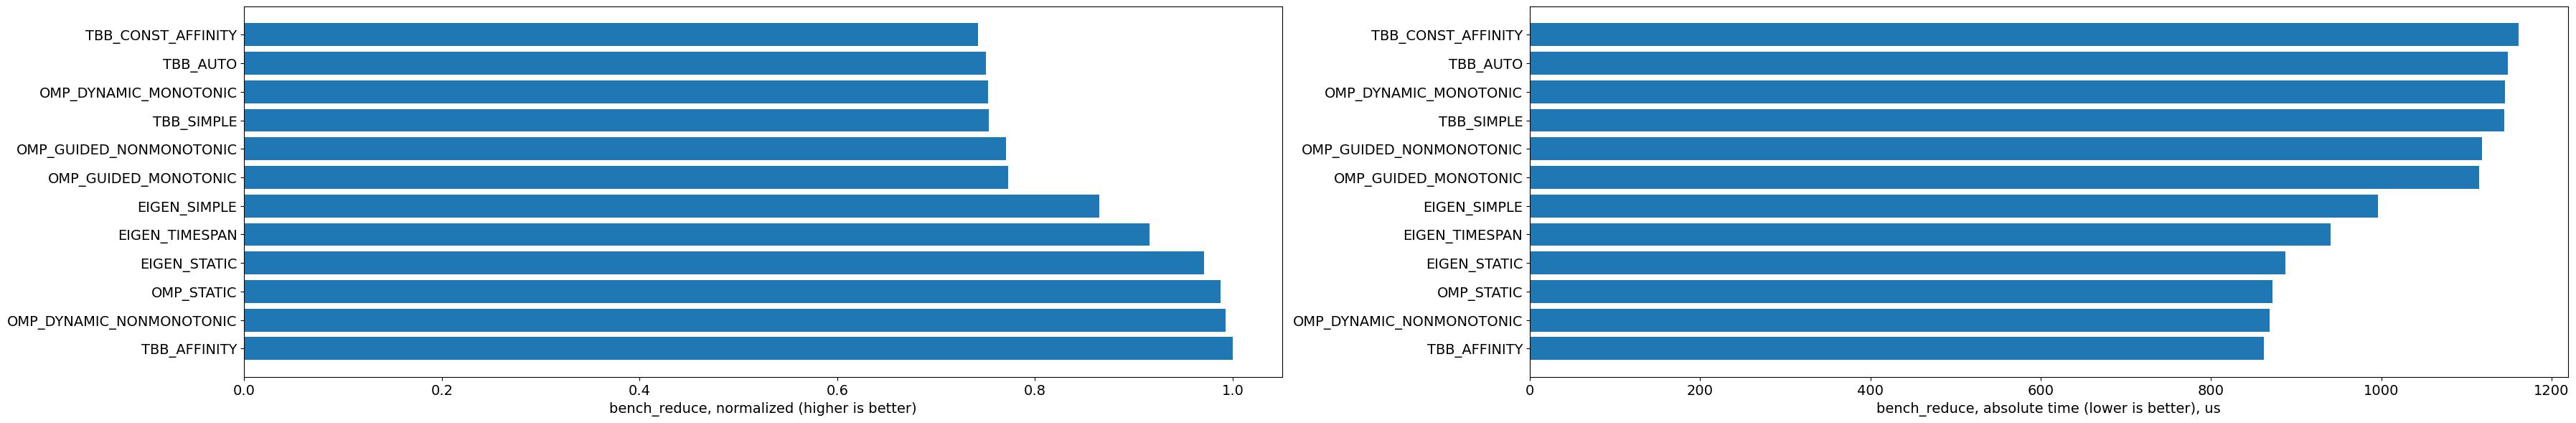 TBB_CONST_AFFINITY
TBB_AUTO
OMP_DYNAMIC_MONOTONIC
TBB_SIMPLE
OMP_GUIDED_NONMONOTONIC
OMP_GUIDED_MONOTONIC
EIGEN_SIMPLE
EIGEN_TIMESPAN
EIGEN_STATIC
OMP_STATIC
OMP_DYNAMIC_NONMONOTONIC
TBB_AFFINITY
0.0 0.2 0.4 0.6 0.8 1.0
bench_reduce, normalized (higher is better)
TBB_CONST_AFFINITY
TBB_AUTO
OMP_DYNAMIC_MONOTONIC
TBB_SIMPLE
OMP_GUIDED_NONMONOTONIC
OMP_GUIDED_MONOTONIC
EIGEN_SIMPLE
EIGEN_TIMESPAN
EIGEN_STATIC
OMP_STATIC
OMP_DYNAMIC_NONMONOTONIC
TBB_AFFINITY
0 200 400 600 800 1000 1200
bench_reduce, absolute time (lower is better), us